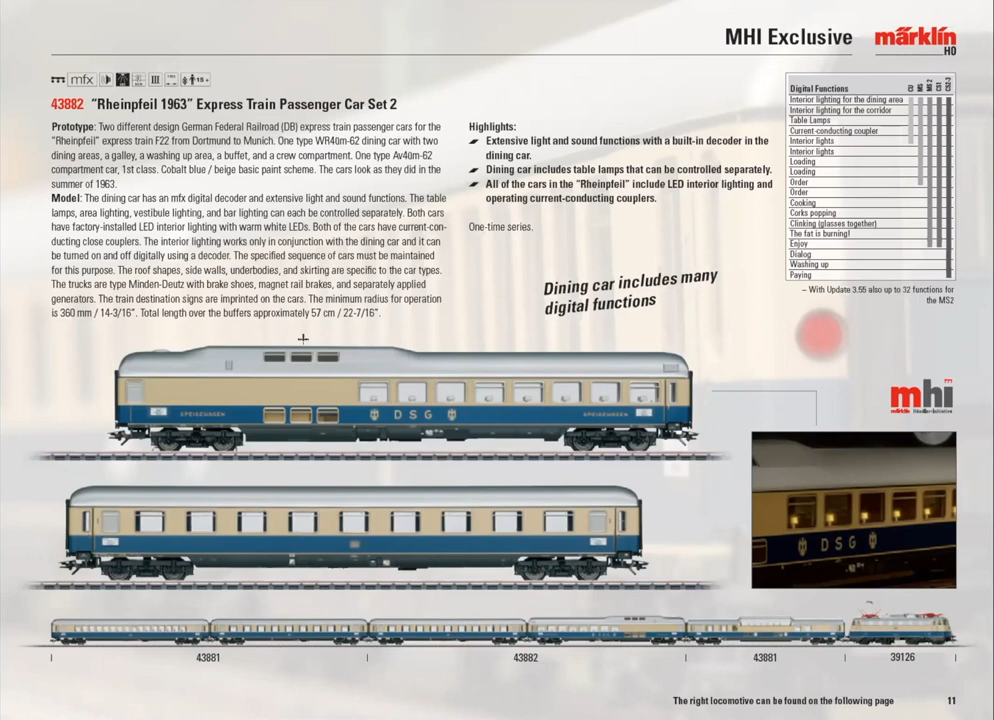 MHI Exclusive
märklin
H0
mfx
15+
43882 “Rheinpfeil 1963” Express Train Passenger Car Set 2
Prototype: Two different design German Federal Railroad (DB) express train passenger cars for the
“Rheinpfeil” express train F22 from Dortmund to Munich. One type WR4üm-62 dining car with two
dining areas, a galley, a washing up area, a buffet, and a crew compartment. One type Av4üm-62
compartment car, 1st class. Cobalt blue / beige basic paint scheme. The cars look as they did in the
summer of 1963.
Model: The dining car has an mfx digital decoder and extensive light and sound functions. The table
lamps, area lighting, vestibule lighting, and bar lighting can each be controlled separately. Both cars
have factory-installed LED interior lighting with warm white LEDs. Both of the cars have current-con-
ducting close couplers. The interior lighting works only in conjunction with the dining car and it can
be turned on and off digitally using a decoder. The specified sequence of cars must be maintained
for this purpose. The roof shapes, side walls, underbodies, and skirting are specific to the car types.
The trucks are type Minden-Deutz with brake shoes, magnet rail brakes, and separately applied
generators. The train destination signs are imprinted on the cars. The minimum radius for operation
is 360 mm / 14-3/16”. Total length over the buffers approximately 57 cm / 22-7/16”.
Highlights:
Extensive light and sound functions with a built-in decoder in the
dining car.
Dining car includes table lamps that can be controlled separately.
All of the cars in the “Rheinpfeil” include LED interior lighting and
operating current-conducting couplers.
One-time series.
Dining car includes many
digital functions
Digital Functions CU MS MS 2 CS1 CS2-3
Interior lighting for the dining area
Interior lighting for the corridor
Table Lamps
Current-conducting coupler
Interior lights
Interior lights
Loading
Loading
Order
Order
Cooking
Corks popping
Clinking (glasses together)
The fat is burning!
Enjoy
Dialog
Washing up
Paying
– With Update 3.55 also up to 32 functions for
the MS2
SPEISEWAGEN DSG SPEISEWAGEN
mhi
märklin Händler-Initiative
DSG
43881 43882 43881 39126
The right locomotive can be found on the following page 11